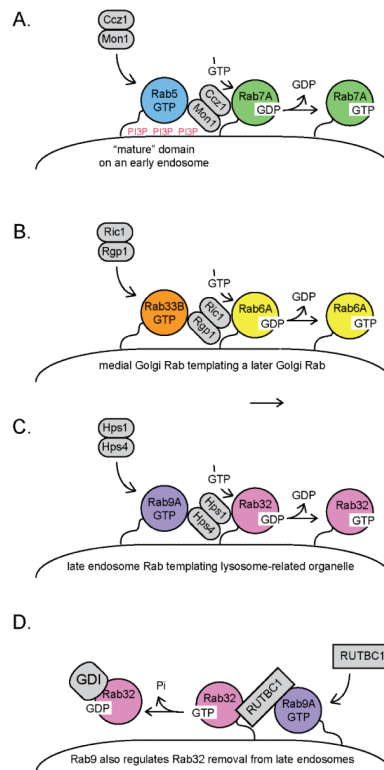 A.
Ccz1
Mon1
GTP
Rab5
GTP
Mon1
Ccz1
Rab7A
GDP
GDP
Rab7A
GTP
PI3P PI3P PI3P
"mature" domain
on an early endosome
B.
Ric1
Rgp1
GTP
Rab33B
GTP
Rgp1
Ric1
Rab6A
GDP
GDP
Rab6A
GTP
medial Golgi Rab templating a later Golgi Rab
C.
Hps1
Hps4
GTP
Rab9A
GTP
Hps4
Hps1
Rab32
GDP
GDP
Rab32
GTP
late endosome Rab templating lysosome-related organelle
D.
GDI
Rab32
GDP
Pi
Rab32
GTP
RUTBC1
Rab9A
GTP
RUTBC1
Rab9 also regulates Rab32 removal from late endosomes